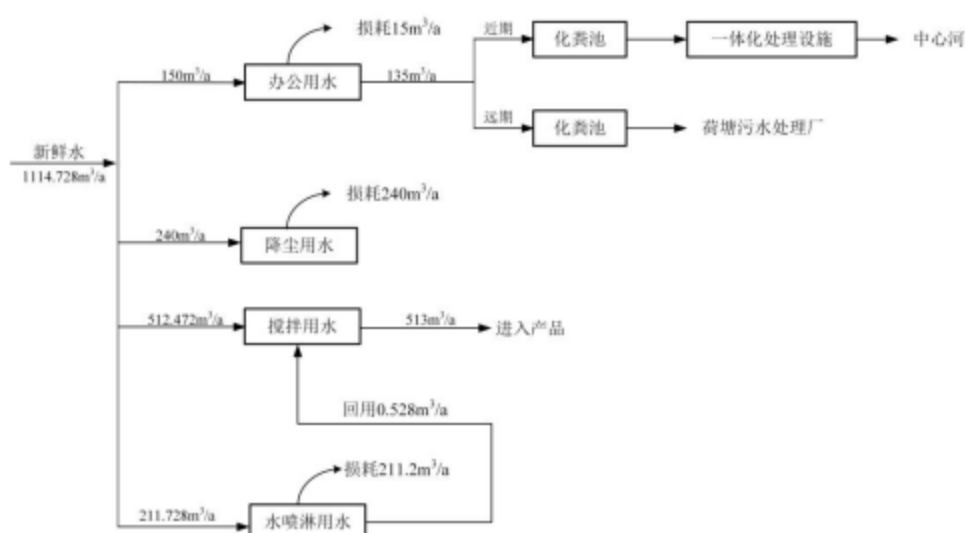 损耗15m³/a
近期
化粪池
一体化处理设施
中心河
150m³/a
办公用水
135m³/a
远期
化粪池
荷塘污水处理厂
新鲜水
1114.728m³/a
损耗240m³/a
240m³/a
降尘用水
512.472m³/a
搅拌用水
513m³/a
进入产品
回用0.528m³/a
损耗211.2m³/a
211.728m³/a
水喷淋用水